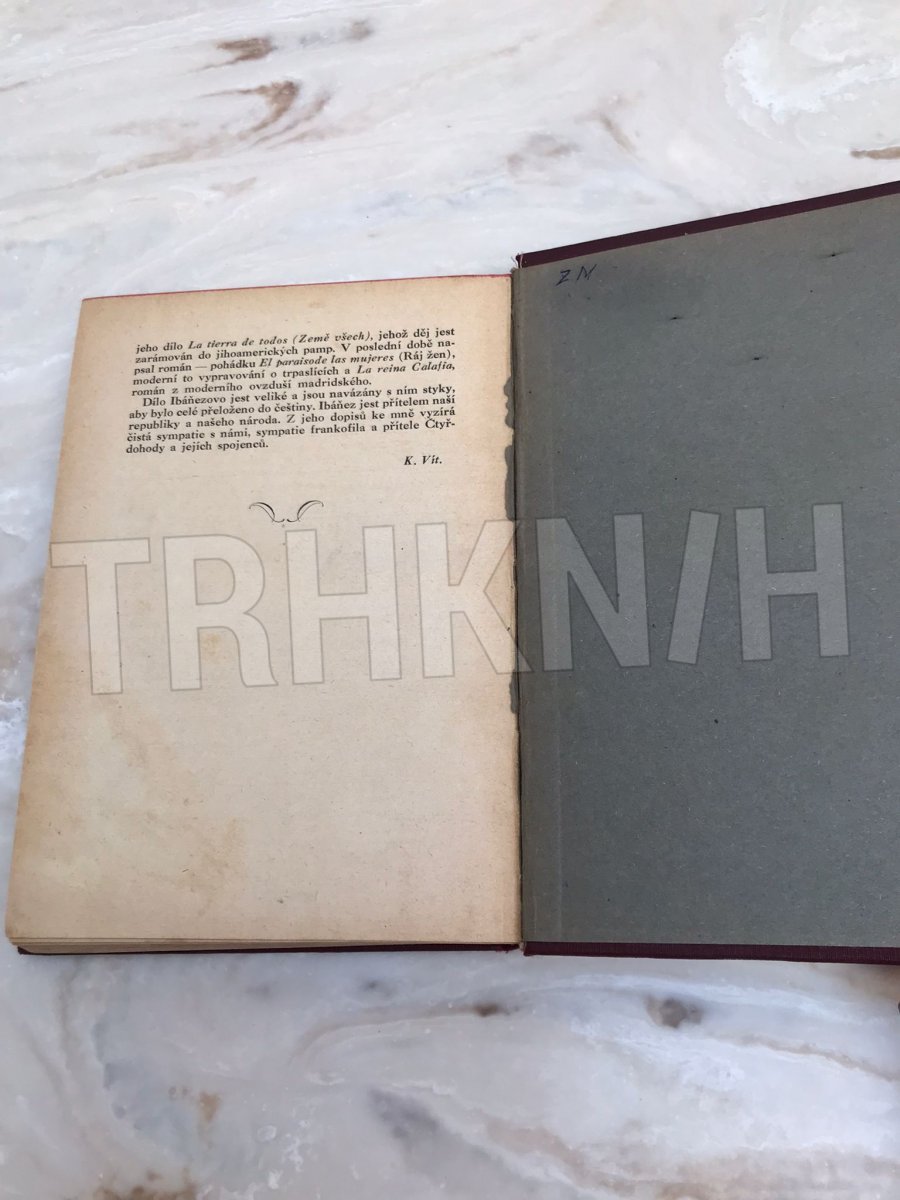 jeho dílo La tierra de todos (Země všech), jehož děj jest
zarámován do jihoamerických pamp. V poslední době na-
psal román — pohádku El paraisode las mujeres (Ráj žen),
moderní to vypravování o trpaslících a La reina Calafia,
román z moderního ovzduší madridského.
Dílo Ibáñezovo jest veliké a jsou navázány s ním styky,
aby bylo celé přeloženo do češtiny. Ibáñez jest přítelem naší
republiky a našeho národa. Z jeho dopisů ke mně vyzírá
čistá sympatie s námi, sympatie frankofila a přítele Čtyř-
dohody a jejích spojenců.
K. Vít.
ZN
TRHKN/H